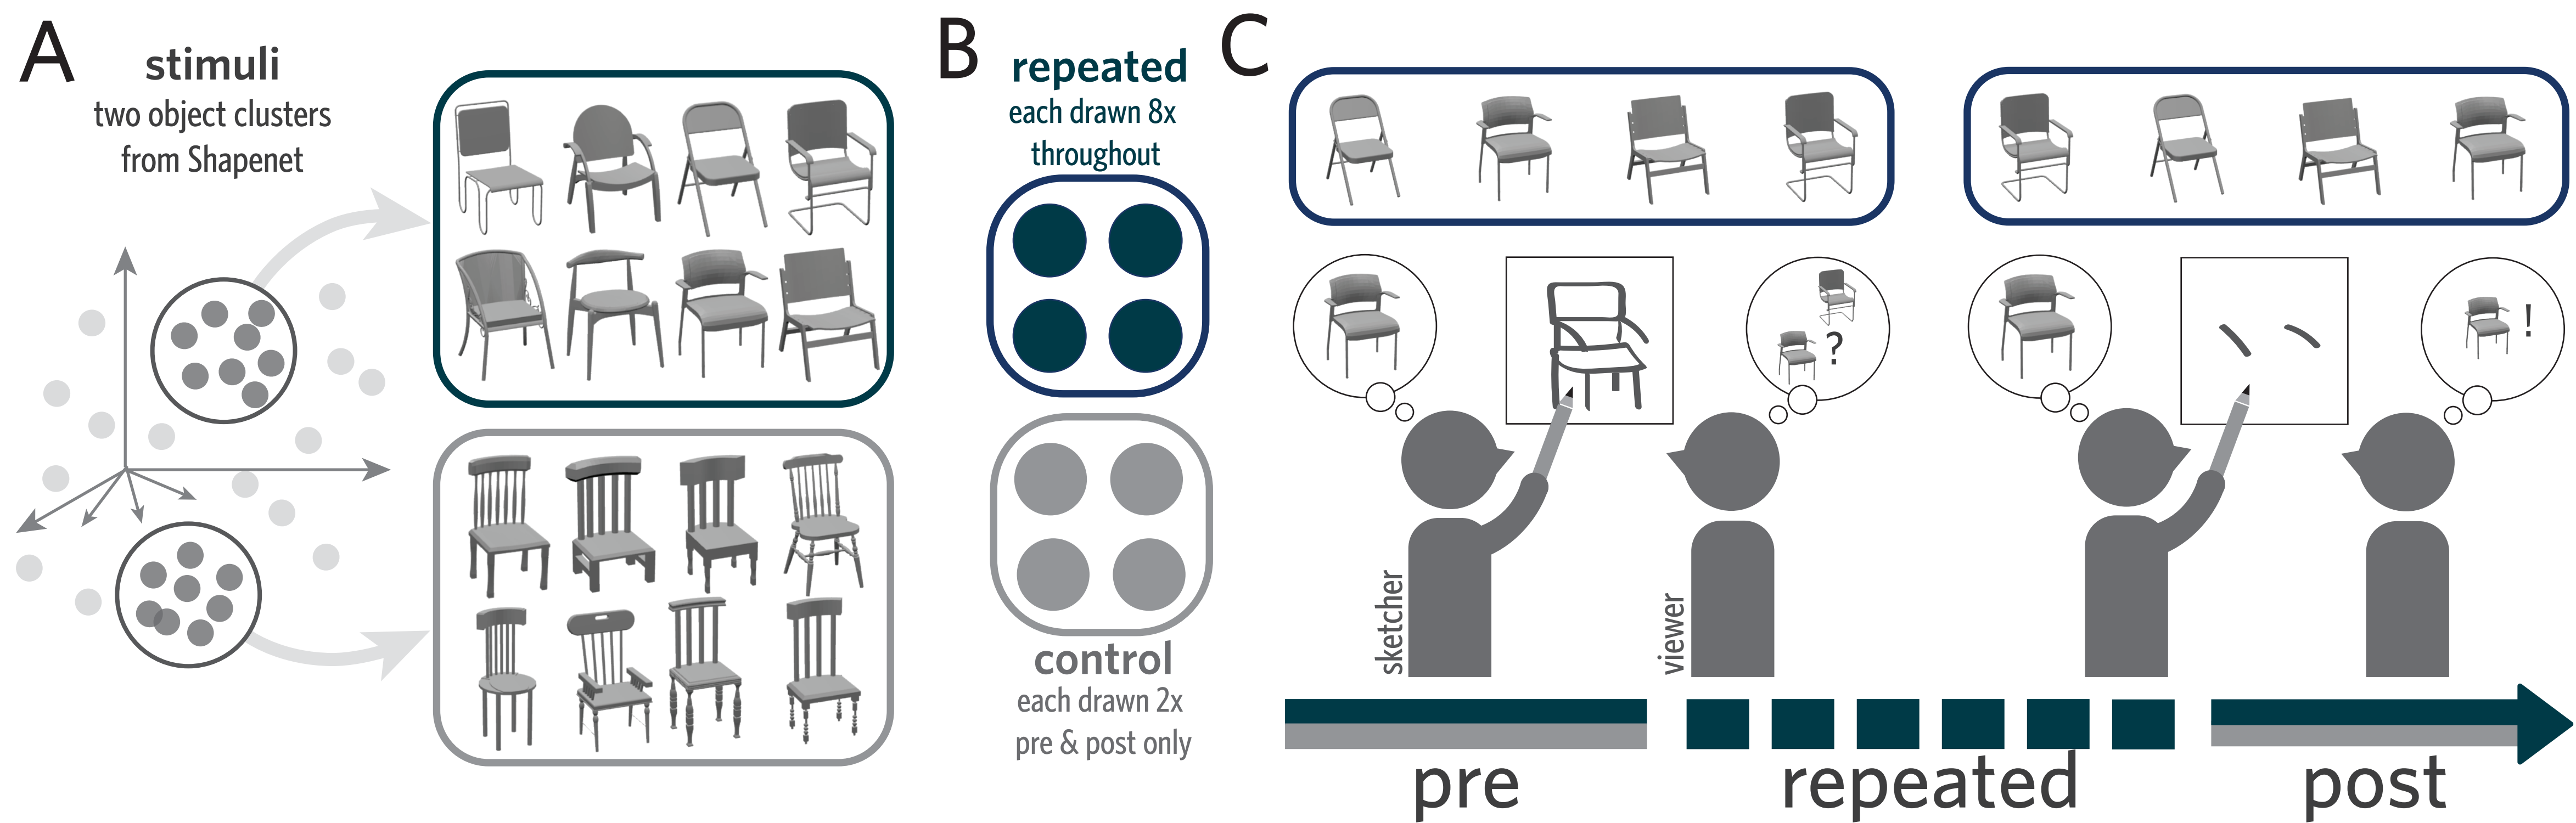 A
stimuli
two object clusters
from Shapenet
B
repeated
each drawn 8x
throughout
control
each drawn 2x
pre & post only
C
?
!
sketcher
viewer
pre
repeated
post